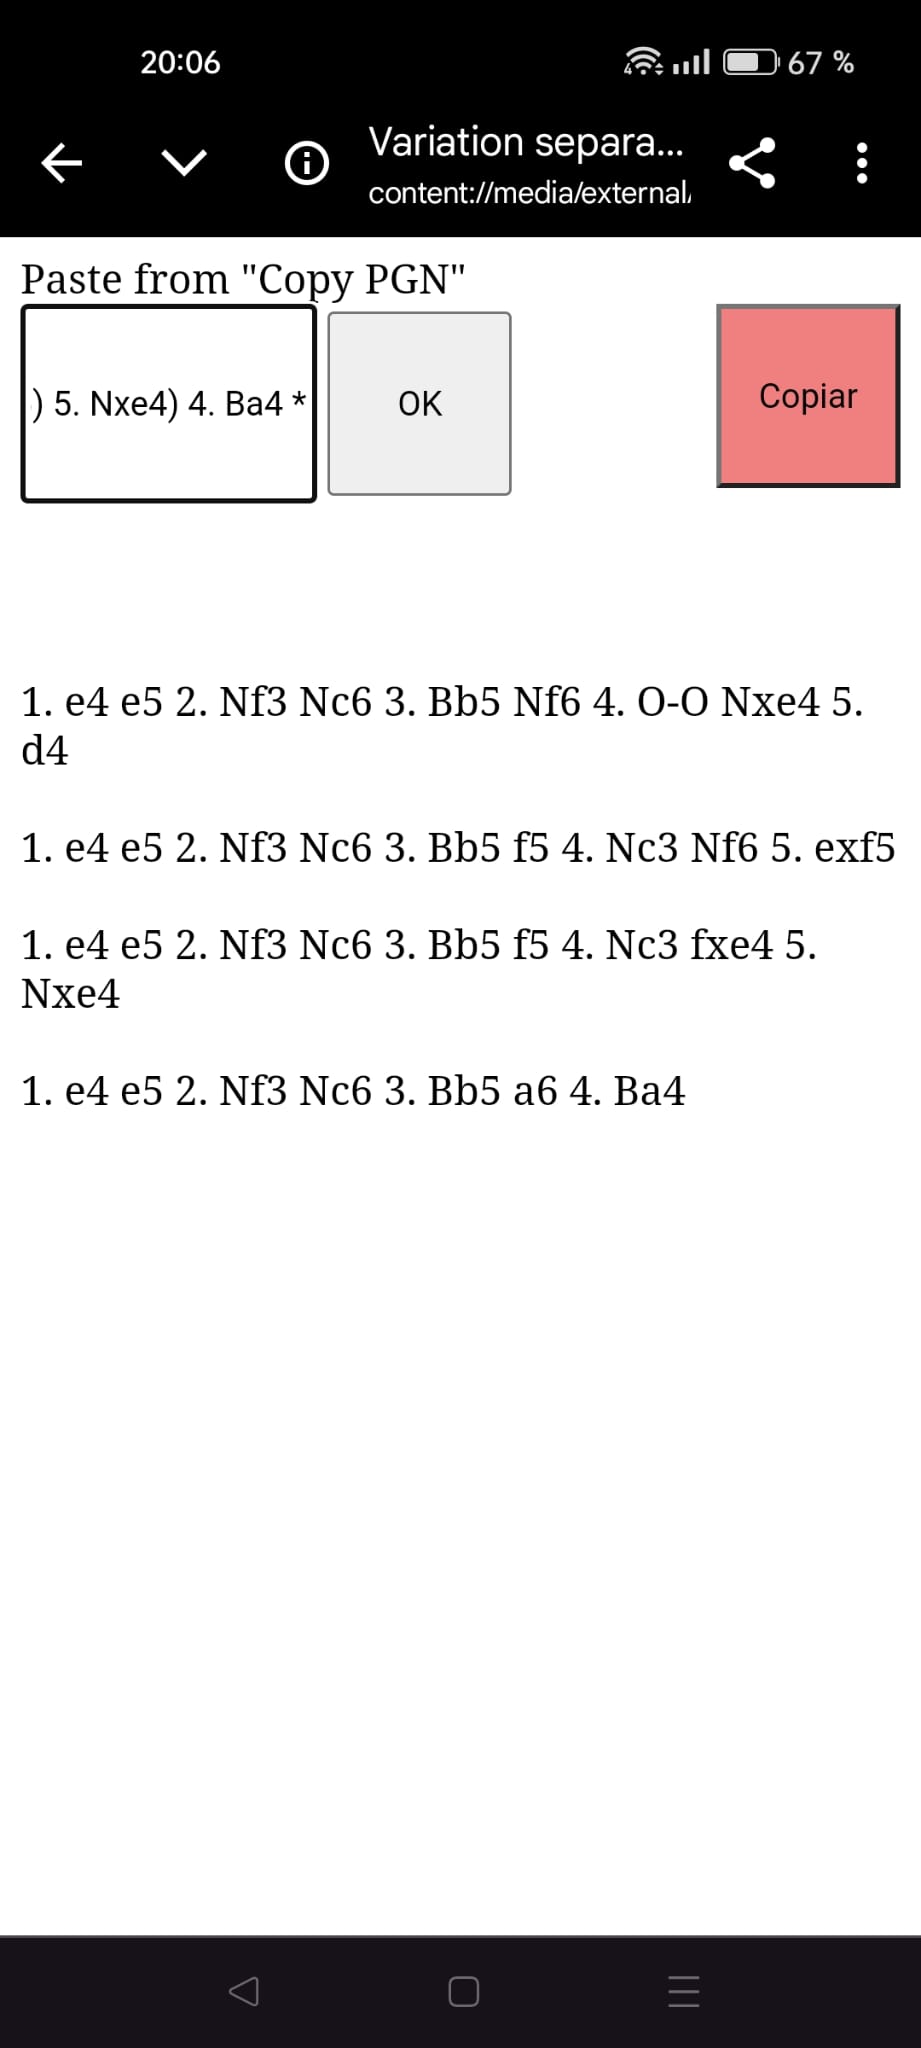 20:06
4
67 %
Variation separa...
content://media/external/
Paste from "Copy PGN"
) 5. Nxe4) 4. Ba4 *
OK
Copiar
1. e4 e5 2. Nf3 Nc6 3. Bb5 Nf6 4. O-O Nxe4 5.
d4
1. e4 e5 2. Nf3 Nc6 3. Bb5 f5 4. Nc3 Nf6 5. exf5
1. e4 e5 2. Nf3 Nc6 3. Bb5 f5 4. Nc3 fxe4 5.
Nxe4
1. e4 e5 2. Nf3 Nc6 3. Bb5 a6 4. Ba4